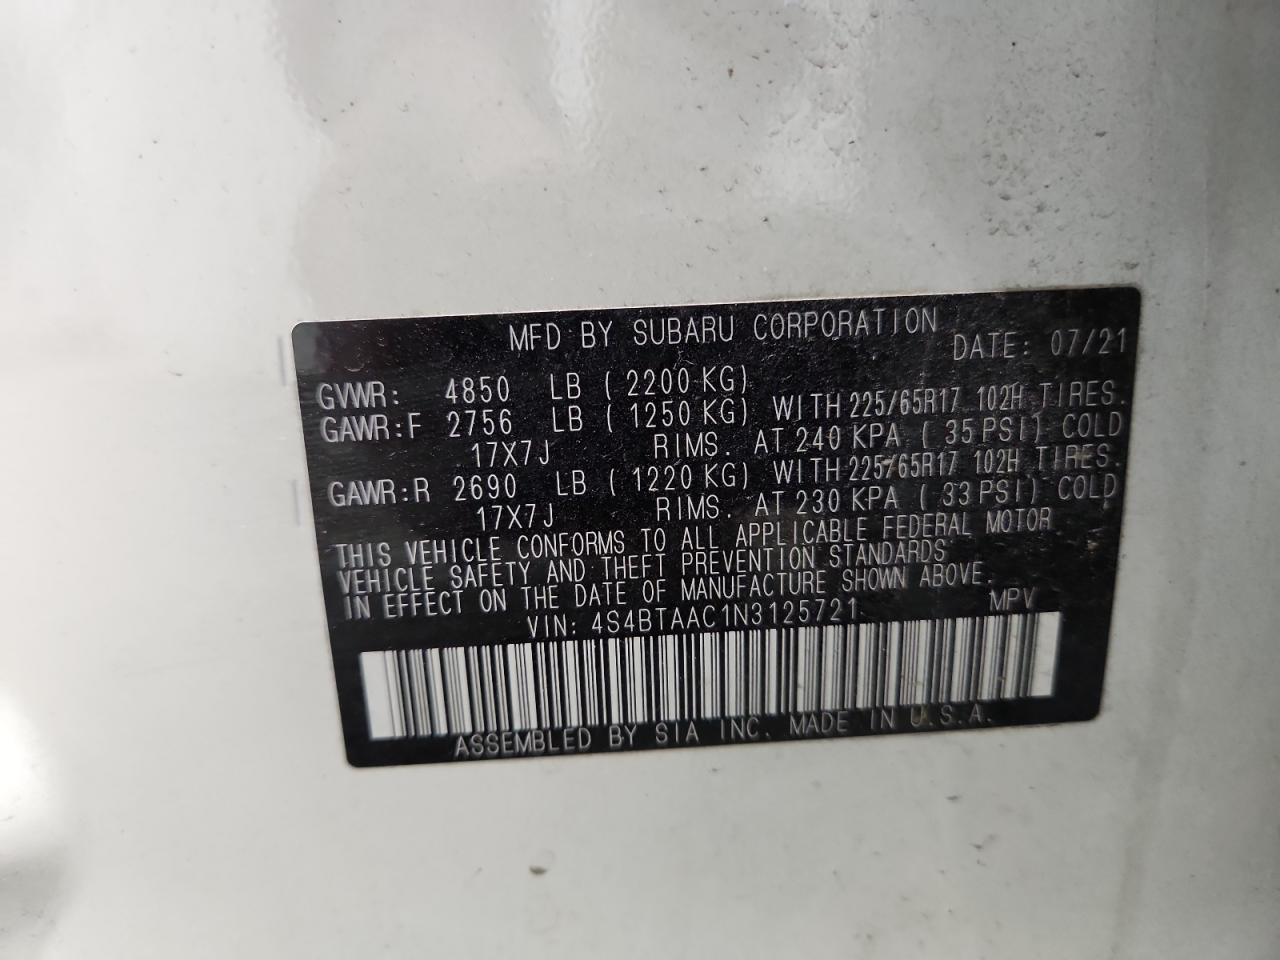 MFD BY SUBARU CORPORATION DATE: 07/21
GVWR: 4850 LB ( 2200 KG)
GAWR:F 2756 LB ( 1250 KG) WITH 225/65R17 102H TIRES.
17X7J RIMS. AT 240 KPA ( 35 PSI) COLD
GAWR:R 2690 LB ( 1220 KG) WITH 225/65R17 102H TIRES.
17X7J RIMS. AT 230 KPA ( 33 PSI) COLD
THIS VEHICLE CONFORMS TO ALL APPLICABLE FEDERAL MOTOR
VEHICLE SAFETY AND THEFT PREVENTION STANDARDS
IN EFFECT ON THE DATE OF MANUFACTURE SHOWN ABOVE.
VIN: 4S4BTAAC1N3125721 MPV
ASSEMBLED BY SIA INC. MADE IN U.S.A.